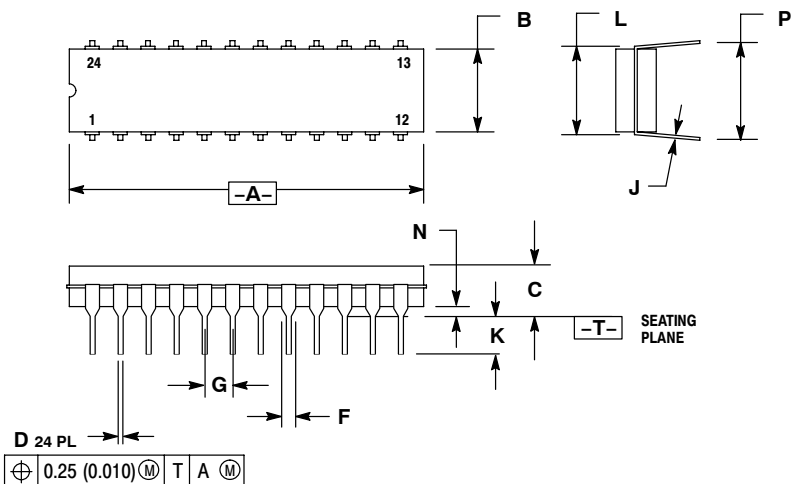 B L P
24 13
1 12
–A–
J
N
C
K
–T– SEATING
PLANE
G
F
D 24 PL
⌖ 0.25 (0.010) Ⓜ T A Ⓜ